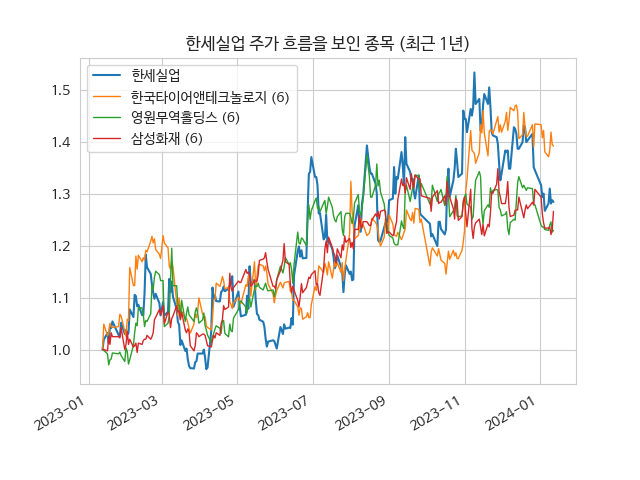 한세실업 주가 흐름을 보인 종목 (최근 1년)
한세실업
한국타이어앤테크놀로지 (6)
영원무역홀딩스 (6)
삼성화재 (6)
1.5
1.4
1.3
1.2
1.1
1.0
2023-01
2023-03
2023-05
2023-07
2023-09
2023-11
2024-01